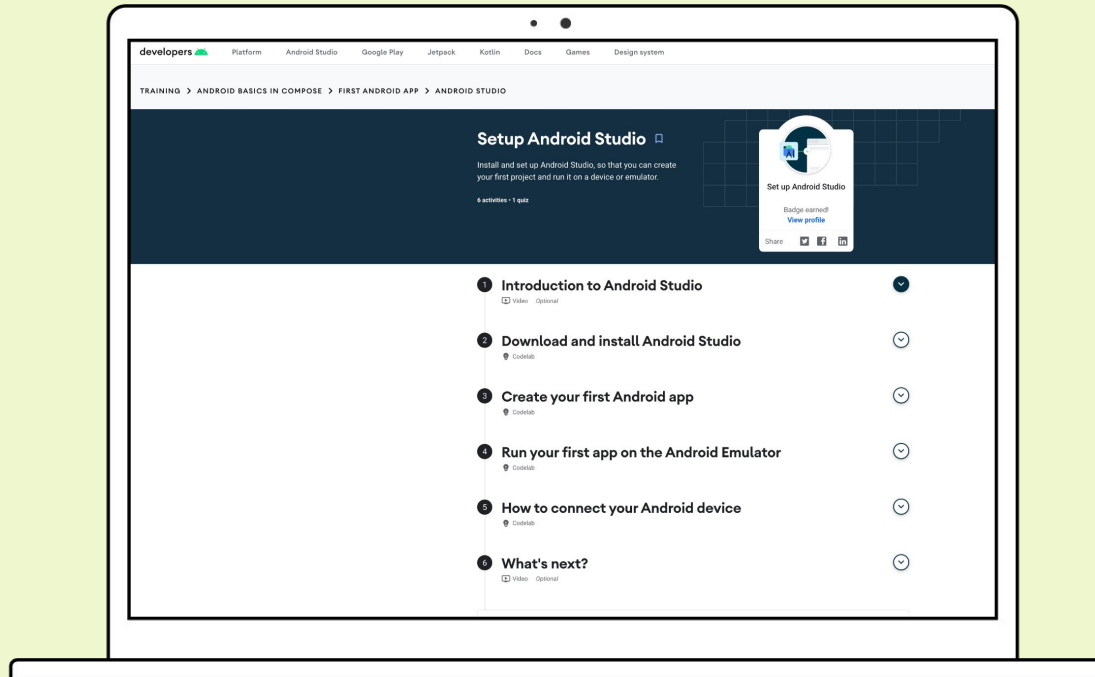 developers
Platform Android Studio Google Play Jetpack Kotlin Docs Games Design system
TRAINING > ANDROID BASICS IN COMPOSE > FIRST ANDROID APP > ANDROID STUDIO
Setup Android Studio
Install and set up Android Studio, so that you can create
your first project and run it on a device or emulator.
6 activities • 1 quiz
Set up Android Studio
Badge earned!
View profile
Share
1 Introduction to Android Studio
Video Optional
2 Download and install Android Studio
Codelab
3 Create your first Android app
Codelab
4 Run your first app on the Android Emulator
Codelab
5 How to connect your Android device
Codelab
6 What's next?
Video Optional